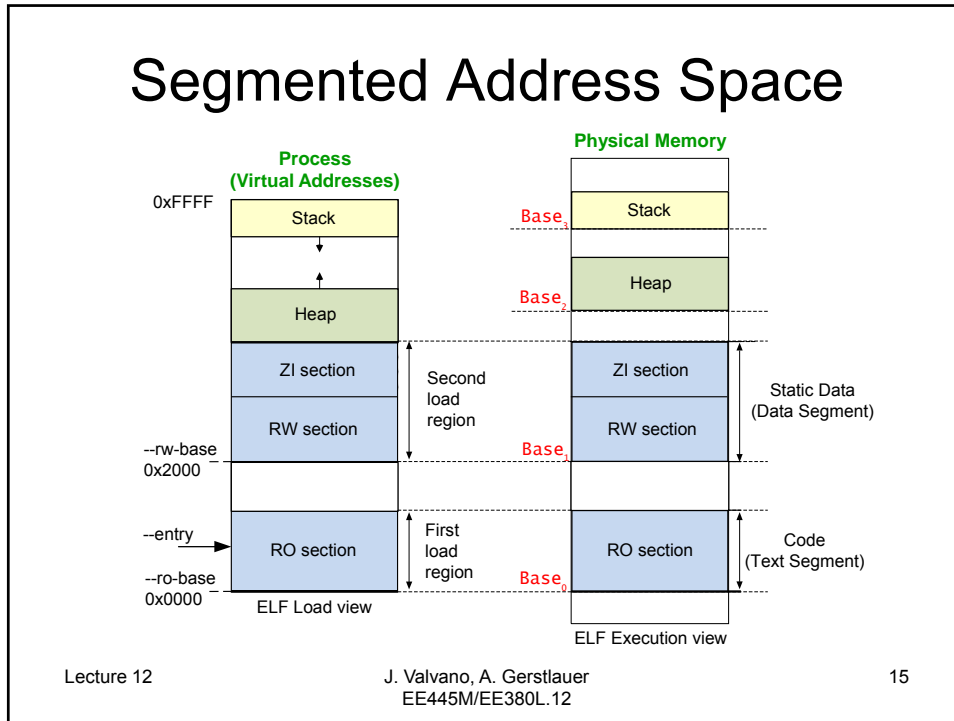 Segmented Address Space
Process
(Virtual Addresses)
0xFFFF
Stack
Heap
ZI section
RW section
Second
load
region
--rw-base
0x2000
--entry
RO section
First
load
region
--ro-base
0x0000
ELF Load view
Physical Memory
Base3
Stack
Base2
Heap
ZI section
RW section
Static Data
(Data Segment)
Base1
RO section
Code
(Text Segment)
Base0
ELF Execution view
Lecture 12
J. Valvano, A. Gerstlauer
EE445M/EE380L.12
15